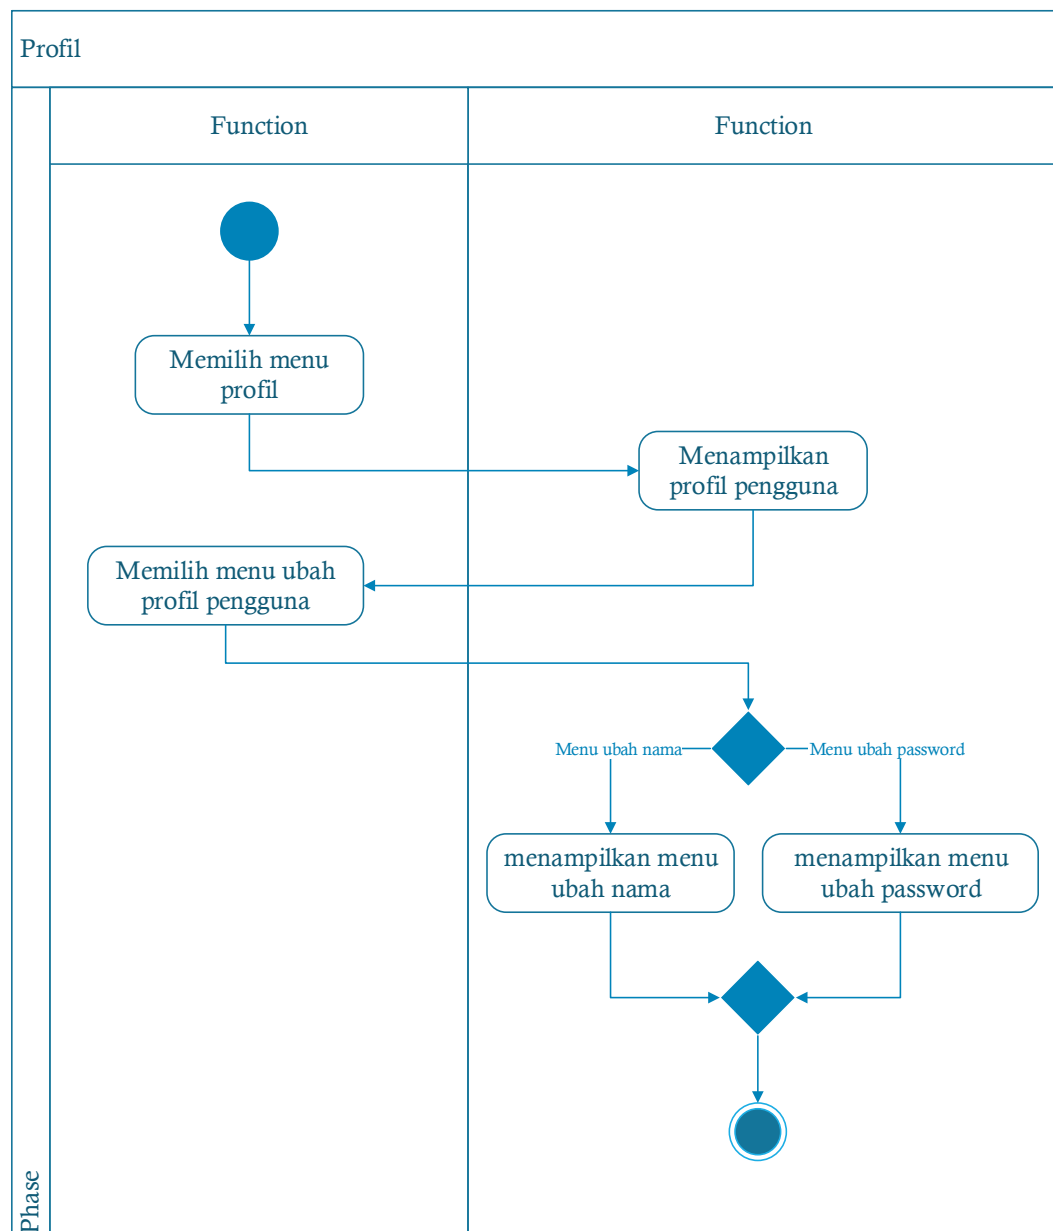 Profil
Function
Function
Memilih menu
profil
Menampilkan
profil pengguna
Memilih menu ubah
profil pengguna
Menu ubah nama
Menu ubah password
menampilkan menu
ubah nama
menampilkan menu
ubah password
Phase